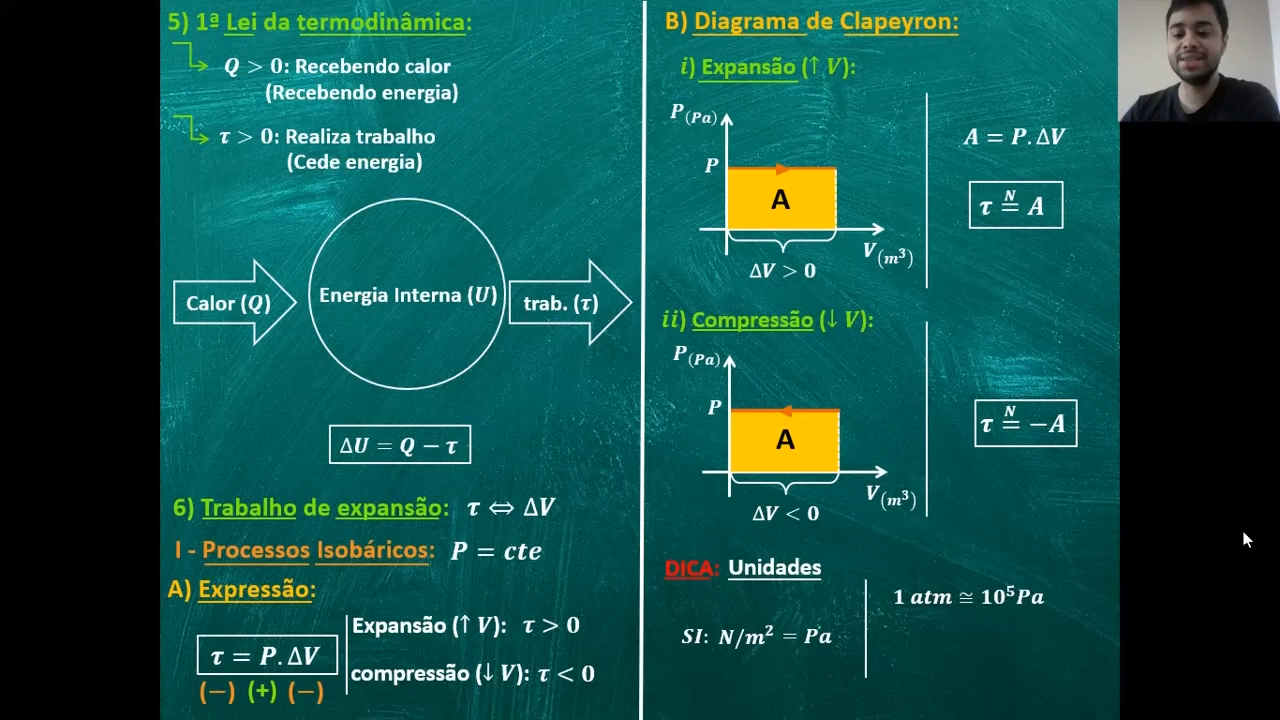 5) 1ª Lei da termodinâmica:
Q > 0: Recebendo calor
(Recebendo energia)
τ > 0: Realiza trabalho
(Cede energia)
Calor (Q)
Energia Interna (U)
trab. (τ)
ΔU = Q − τ
6) Trabalho de expansão: τ ⇔ ΔV
I - Processos Isobáricos: P = cte
A) Expressão:
τ = P. ΔV
(−) (+) (−)
Expansão (↑ V): τ > 0
compressão (↓ V): τ < 0
B) Diagrama de Clapeyron:
i) Expansão (↑ V):
P(Pa)
P
A
V(m³)
ΔV > 0
A = P. ΔV
τ N= A
ii) Compressão (↓ V):
P(Pa)
P
A
V(m³)
ΔV < 0
τ N= −A
DICA: Unidades
SI: N/m² = Pa
1 atm ≅ 10⁵Pa